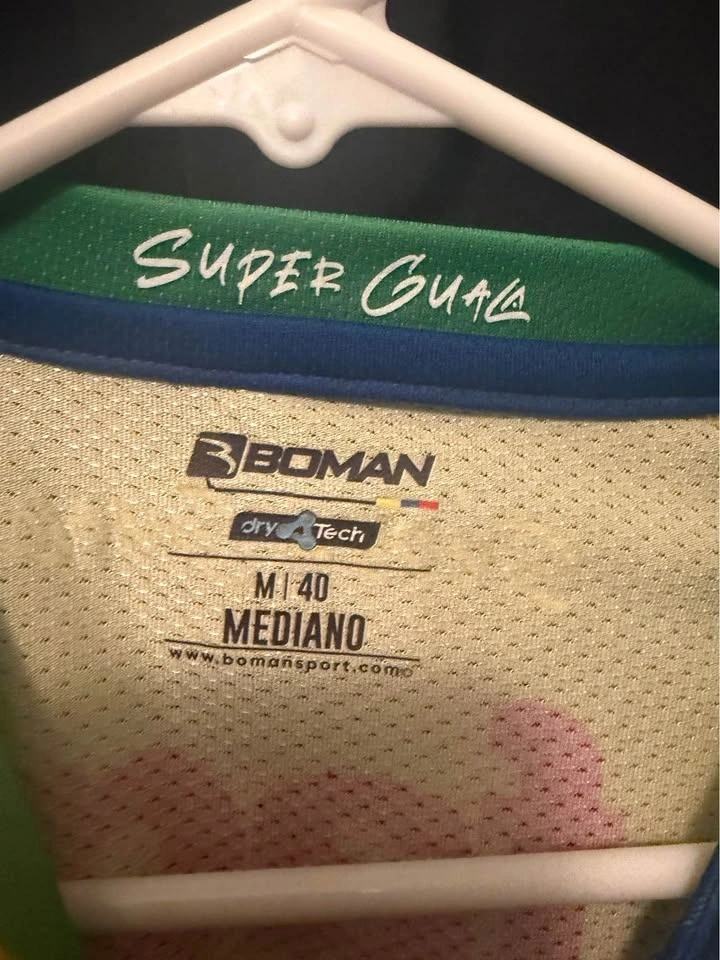 SUPER GUALA
BOMAN
dry Tech
M | 40
MEDIANO
www.bomansport.com